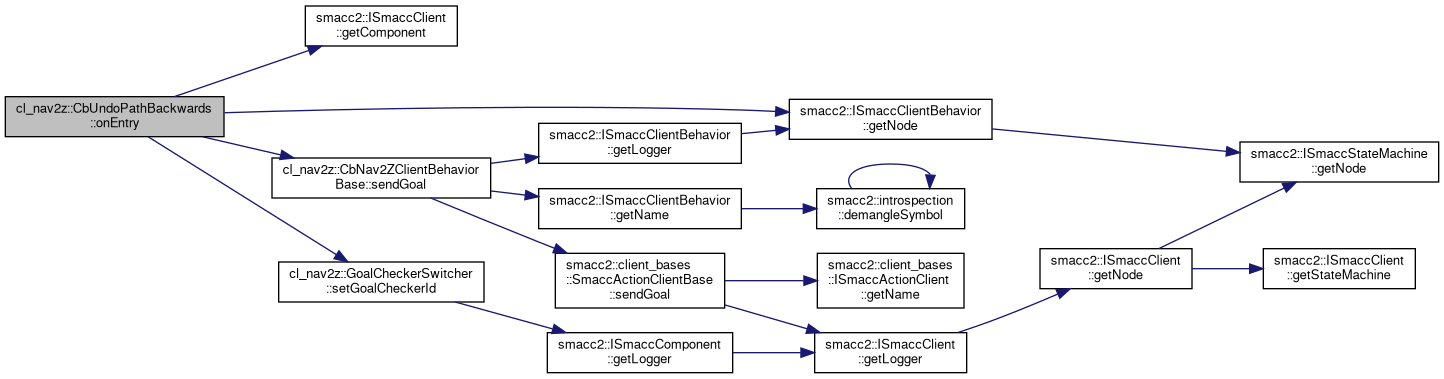 smacc2::ISmaccClient
::getComponent
cl_nav2z::CbUndoPathBackwards
::onEntry
smacc2::ISmaccClientBehavior
::getNode
smacc2::ISmaccClientBehavior
::getLogger
smacc2::ISmaccStateMachine
::getNode
cl_nav2z::CbNav2ZClientBehavior
Base::sendGoal
smacc2::ISmaccClientBehavior
::getName
smacc2::introspection
::demangleSymbol
cl_nav2z::GoalCheckerSwitcher
::setGoalCheckerId
smacc2::client_bases
::SmaccActionClientBase
::sendGoal
smacc2::client_bases
::ISmaccActionClient
::getName
smacc2::ISmaccClient
::getNode
smacc2::ISmaccClient
::getStateMachine
smacc2::ISmaccComponent
::getLogger
smacc2::ISmaccClient
::getLogger